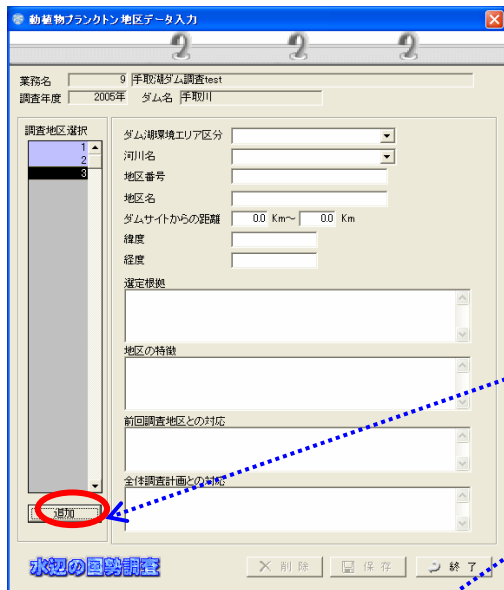 動植物プランクトン地区データ入力
業務名 9 手取湖ダム調査test
調査年度 2005年 ダム名 手取川
調査地区選択
1
2
3
追加
ダム湖環境エリア区分
河川名
地区番号
地区名
ダムサイトからの距離 0.0 Km～ 0.0 Km
緯度
経度
選定根拠
地区の特徴
前回調査地区との対応
全体調査計画との対応
水辺の国勢調査
削除 保存 終了